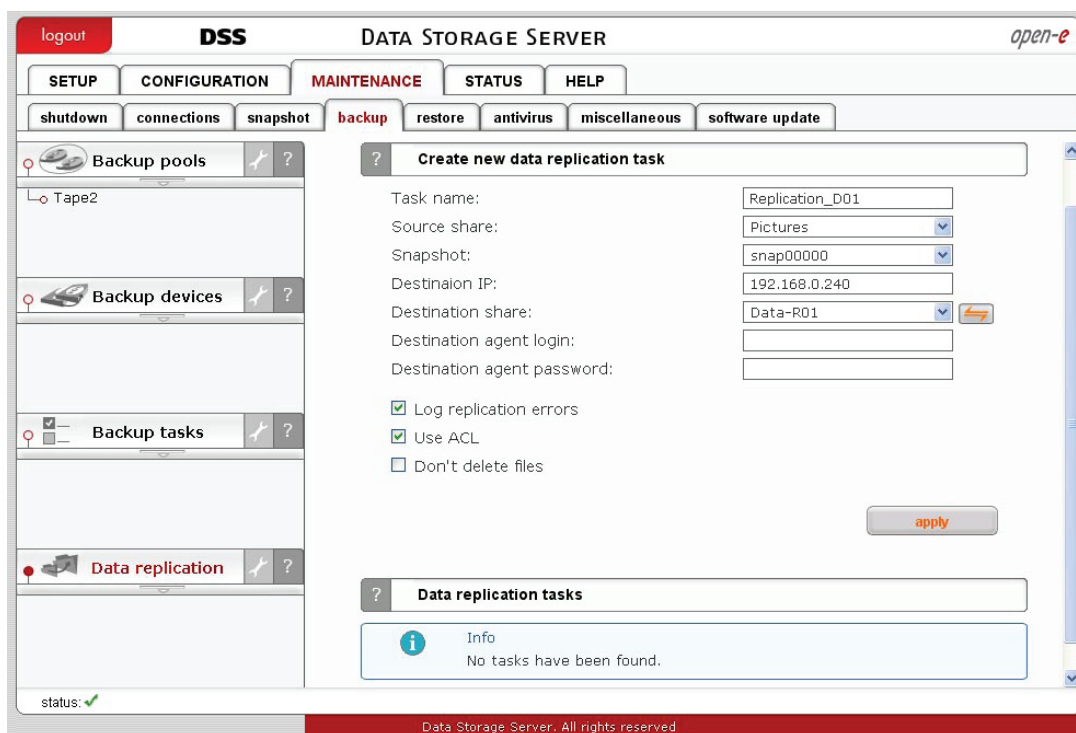 logout DSS DATA STORAGE SERVER open-e
SETUP CONFIGURATION MAINTENANCE STATUS HELP
shutdown connections snapshot backup restore antivirus miscellaneous software update
Backup pools ?
Tape2
Backup devices ?
Backup tasks ?
Data replication ?
? Create new data replication task
Task name: Replication_D01
Source share: Pictures
Snapshot: snap00000
Destinaion IP: 192.168.0.240
Destination share: Data-R01
Destination agent login:
Destination agent password:
Log replication errors
Use ACL
Don't delete files
apply
? Data replication tasks
i Info
No tasks have been found.
status:
Data Storage Server. All rights reserved